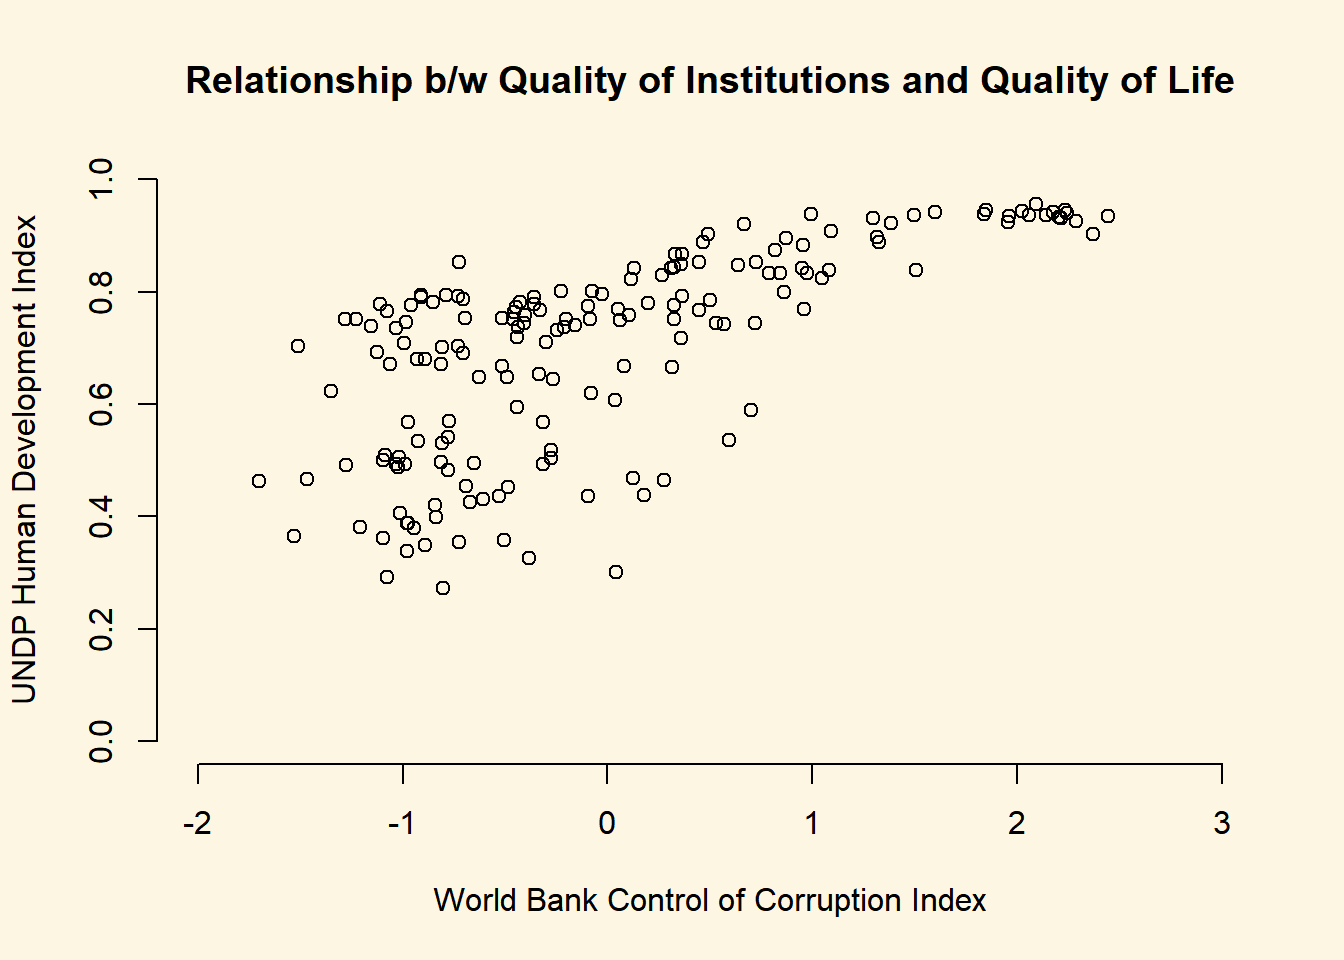 Relationship b/w Quality of Institutions and Quality of Life
UNDP Human Development Index
1.0
0.8
0.6
0.4
0.2
0.0
-2 -1 0 1 2 3
World Bank Control of Corruption Index